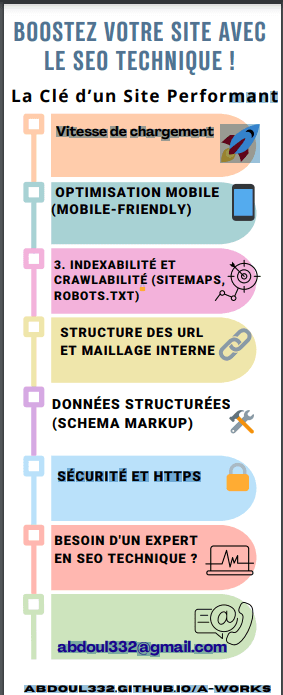 BOOSTEZ VOTRE SITE AVEC
LE SEO TECHNIQUE !
La Clé d’un Site Performant
Vitesse de chargement
OPTIMISATION MOBILE
(MOBILE-FRIENDLY)
3. INDEXABILITÉ ET
CRAWLABILITÉ (SITEMAPS,
ROBOTS.TXT)
STRUCTURE DES URL
ET MAILLAGE INTERNE
DONNÉES STRUCTURÉES
(SCHEMA MARKUP)
SÉCURITÉ ET HTTPS
BESOIN D'UN EXPERT
EN SEO TECHNIQUE ?
abdoul332@gmail.com
ABDOUL332.GITHUB.IO/A-WORKS